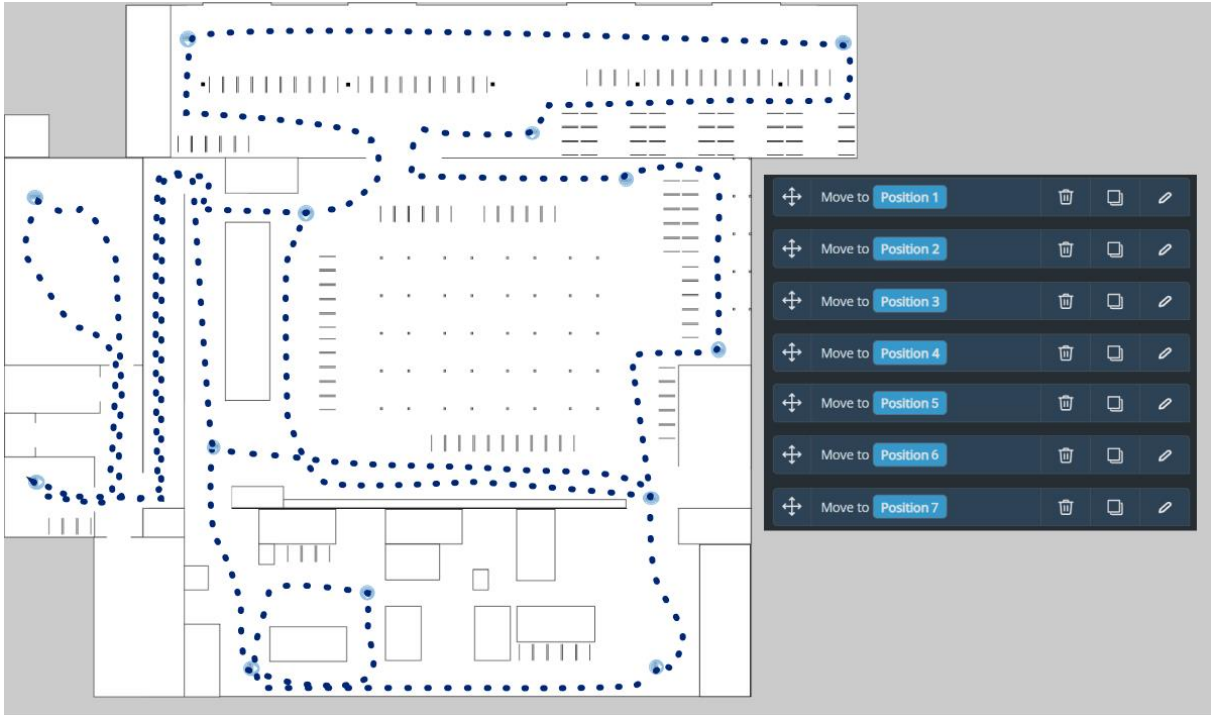 Move to Position 1
Move to Position 2
Move to Position 3
Move to Position 4
Move to Position 5
Move to Position 6
Move to Position 7